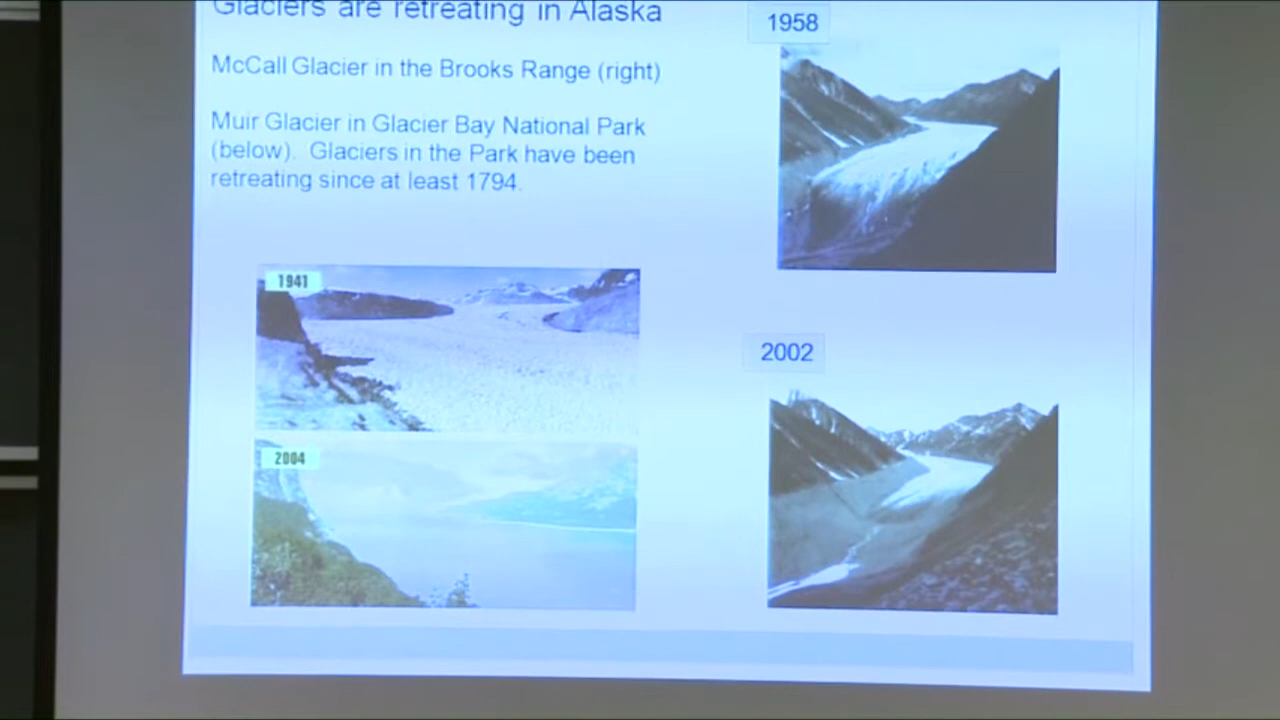 Glaciers are retreating in Alaska
McCall Glacier in the Brooks Range (right)
Muir Glacier in Glacier Bay National Park
(below). Glaciers in the Park have been
retreating since at least 1794.
1958
1941
2002
2004